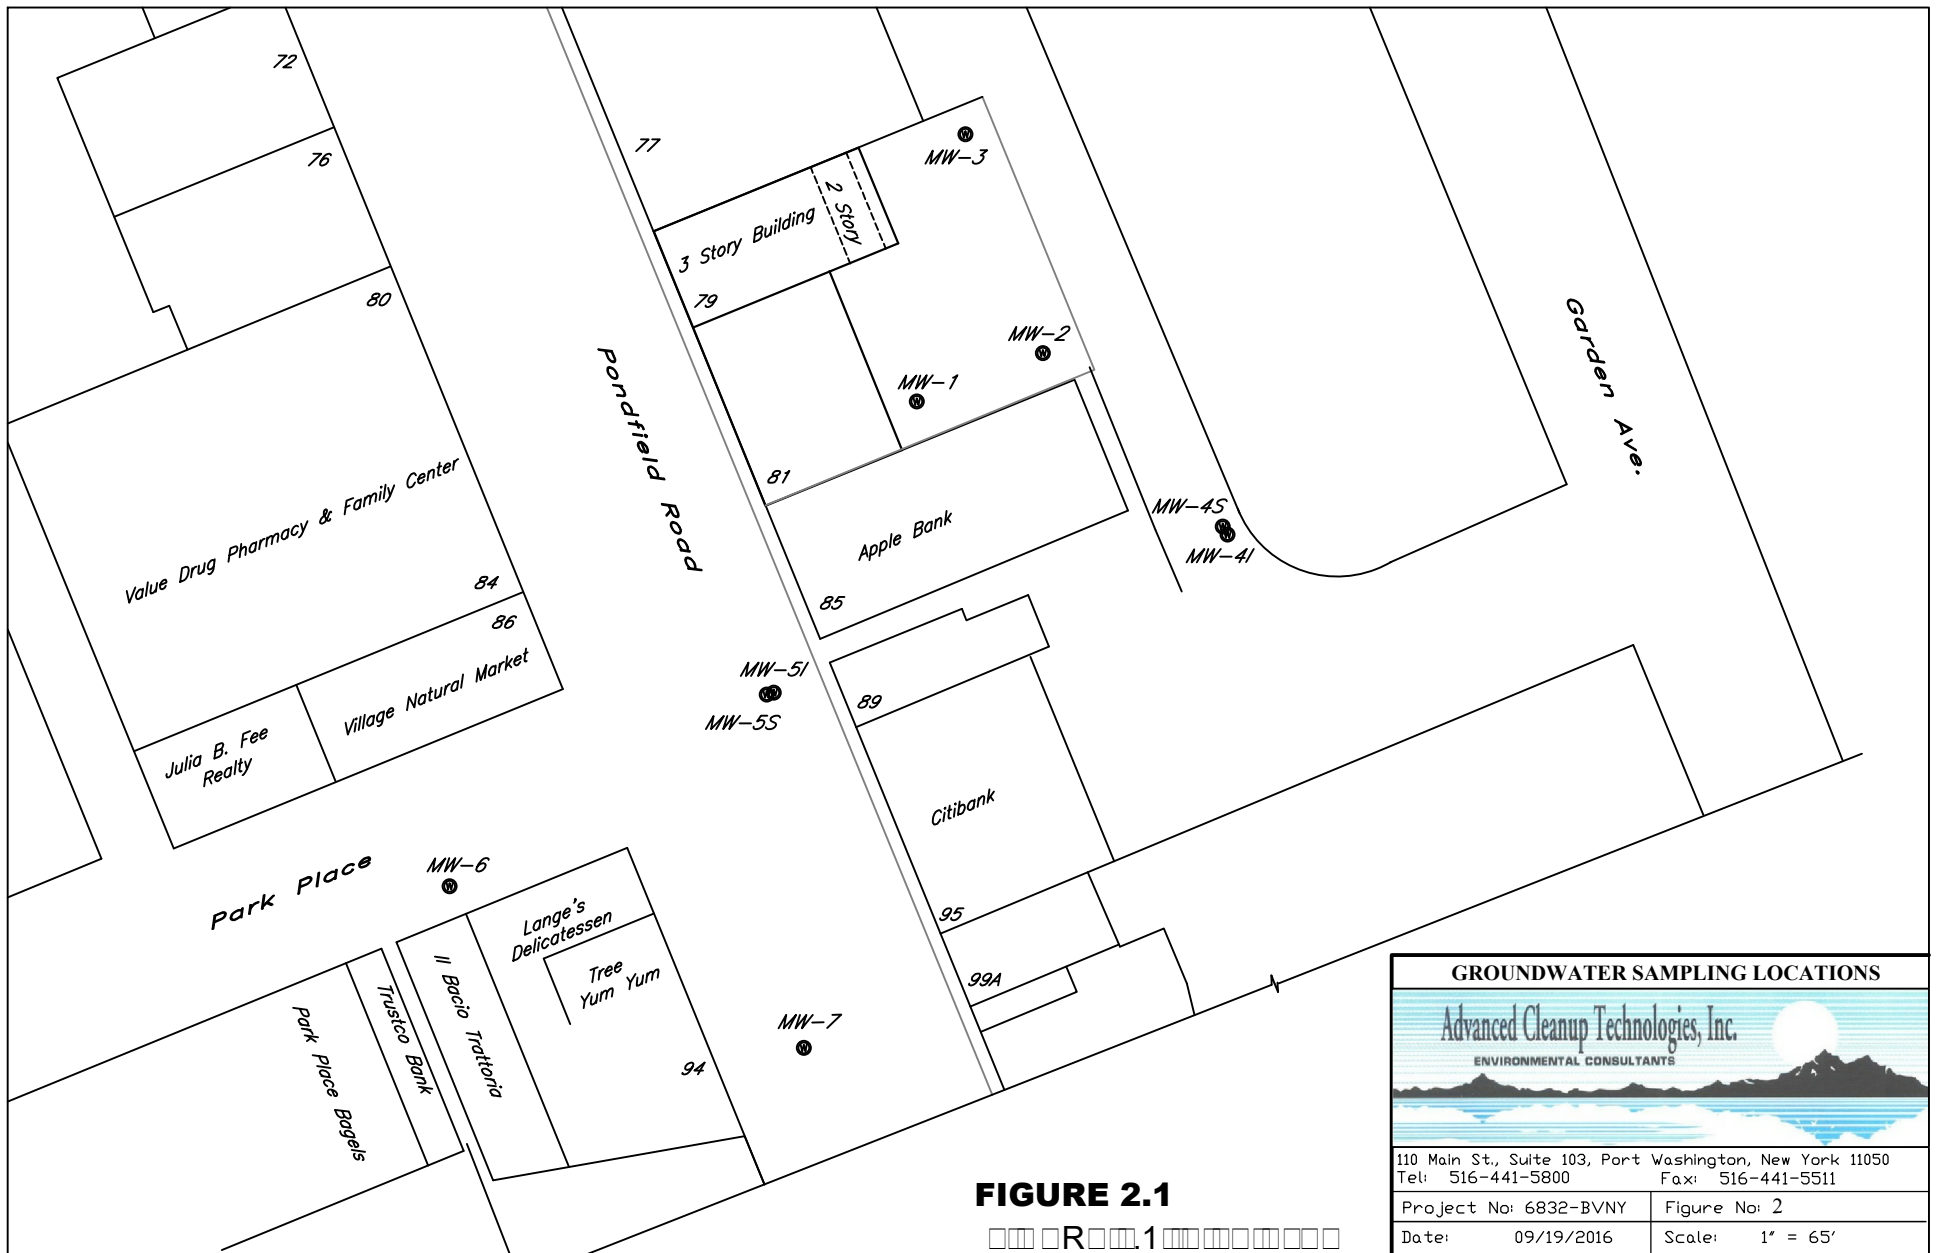 72
76
77
MW-3
2 Story
3 Story Building
79
80
Garden Ave.
MW-2
Pondfield Road
MW-1
81
Value Drug Pharmacy & Family Center
MW-4S
Apple Bank
MW-4I
84
85
86
Village Natural Market
MW-5I
89
MW-5S
Julia B. Fee
Realty
Citibank
Park Place
MW-6
Lange's
Delicatessen
95
Il Bacio Trattoria
Tree
Yum Yum
99A
Trustco Bank
Park Place Bagels
MW-7
94
GROUNDWATER SAMPLING LOCATIONS
Advanced Cleanup Technologies, Inc.
ENVIRONMENTAL CONSULTANTS
110 Main St., Suite 103, Port Washington, New York 11050
Tel: 516-441-5800 Fax: 516-441-5511
Project No: 6832-BVNY Figure No: 2
Date: 09/19/2016 Scale: 1" = 65'
FIGURE 2.1